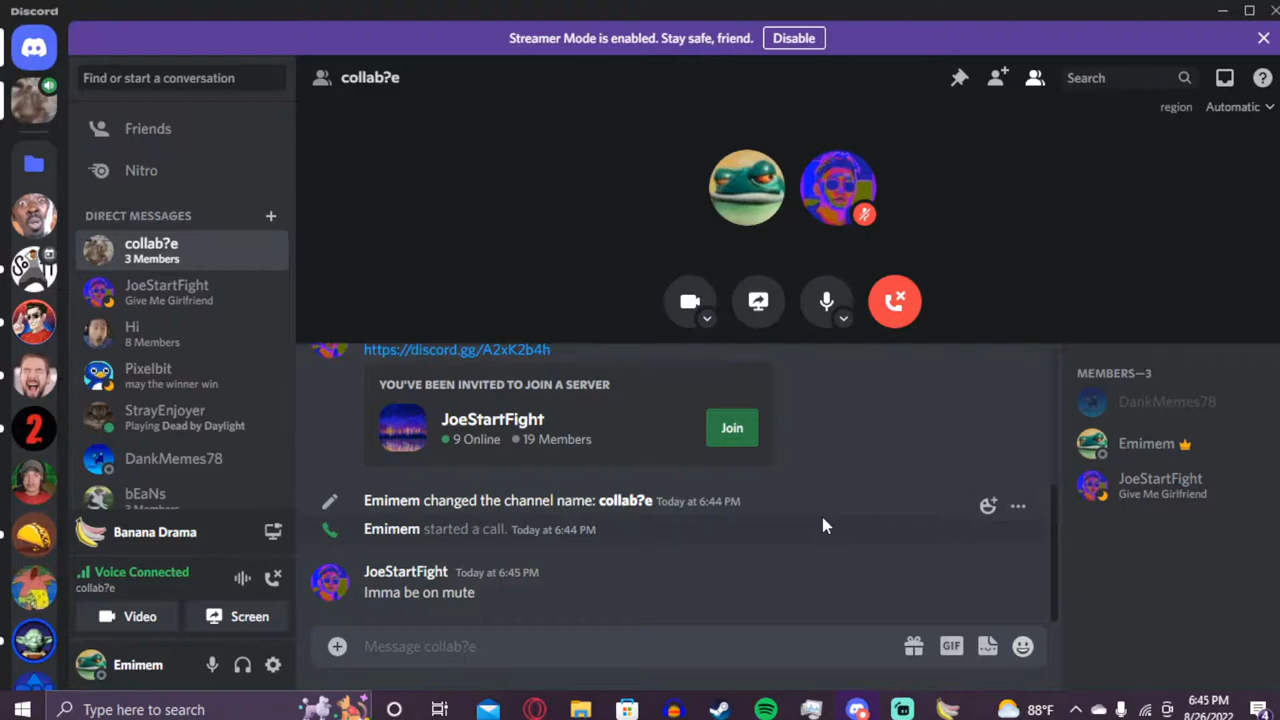 Discord
Streamer Mode is enabled. Stay safe, friend. Disable
Find or start a conversation
Friends
Nitro
DIRECT MESSAGES
collab?e
3 Members
JoeStartFight
Give Me Girlfriend
Hi
8 Members
Pixelbit
may the winner win
StrayEnjoyer
Playing Dead by Daylight
DankMemes78
bEaNs
Banana Drama
Voice Connected
collab?e
Video Screen
Emimem
collab?e
Search
region Automatic
https://discord.gg/A2xK2b4h
YOU'VE BEEN INVITED TO JOIN A SERVER
JoeStartFight
9 Online 19 Members
Join
Emimem changed the channel name: collab?e Today at 6:44 PM
Emimem started a call. Today at 6:44 PM
JoeStartFight Today at 6:45 PM
Imma be on mute
Message collab?e
GIF
MEMBERS—3
DankMemes78
Emimem
JoeStartFight
Give Me Girlfriend
2
Type here to search
88°F
6:45 PM
8/26/2022